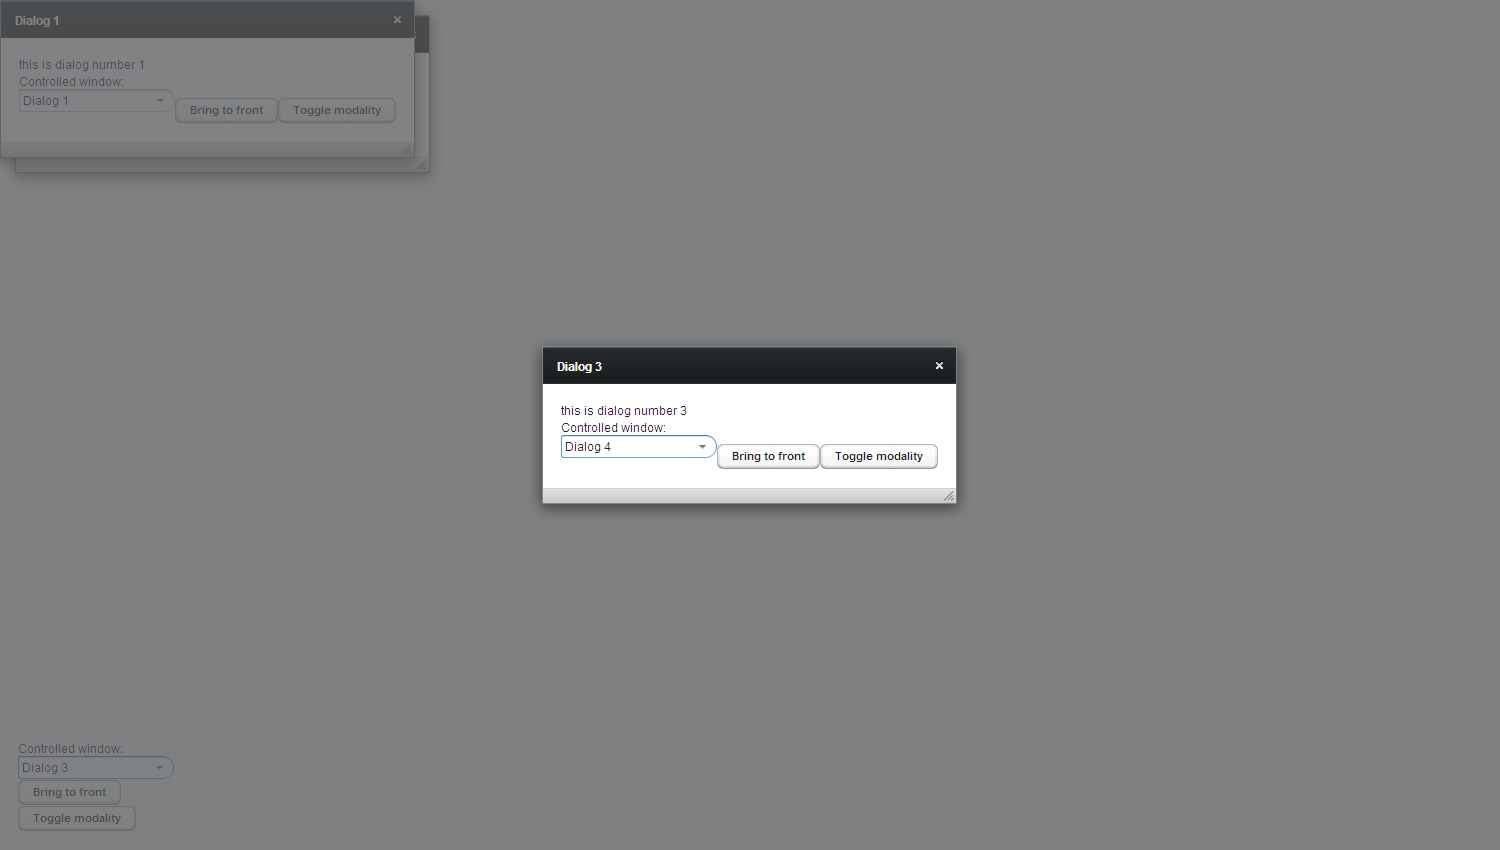 Dialog 1
this is dialog number 1
Controlled window:
Dialog 1
Bring to front
Toggle modality
Dialog 3
this is dialog number 3
Controlled window:
Dialog 4
Bring to front
Toggle modality
Controlled window:
Dialog 3
Bring to front
Toggle modality